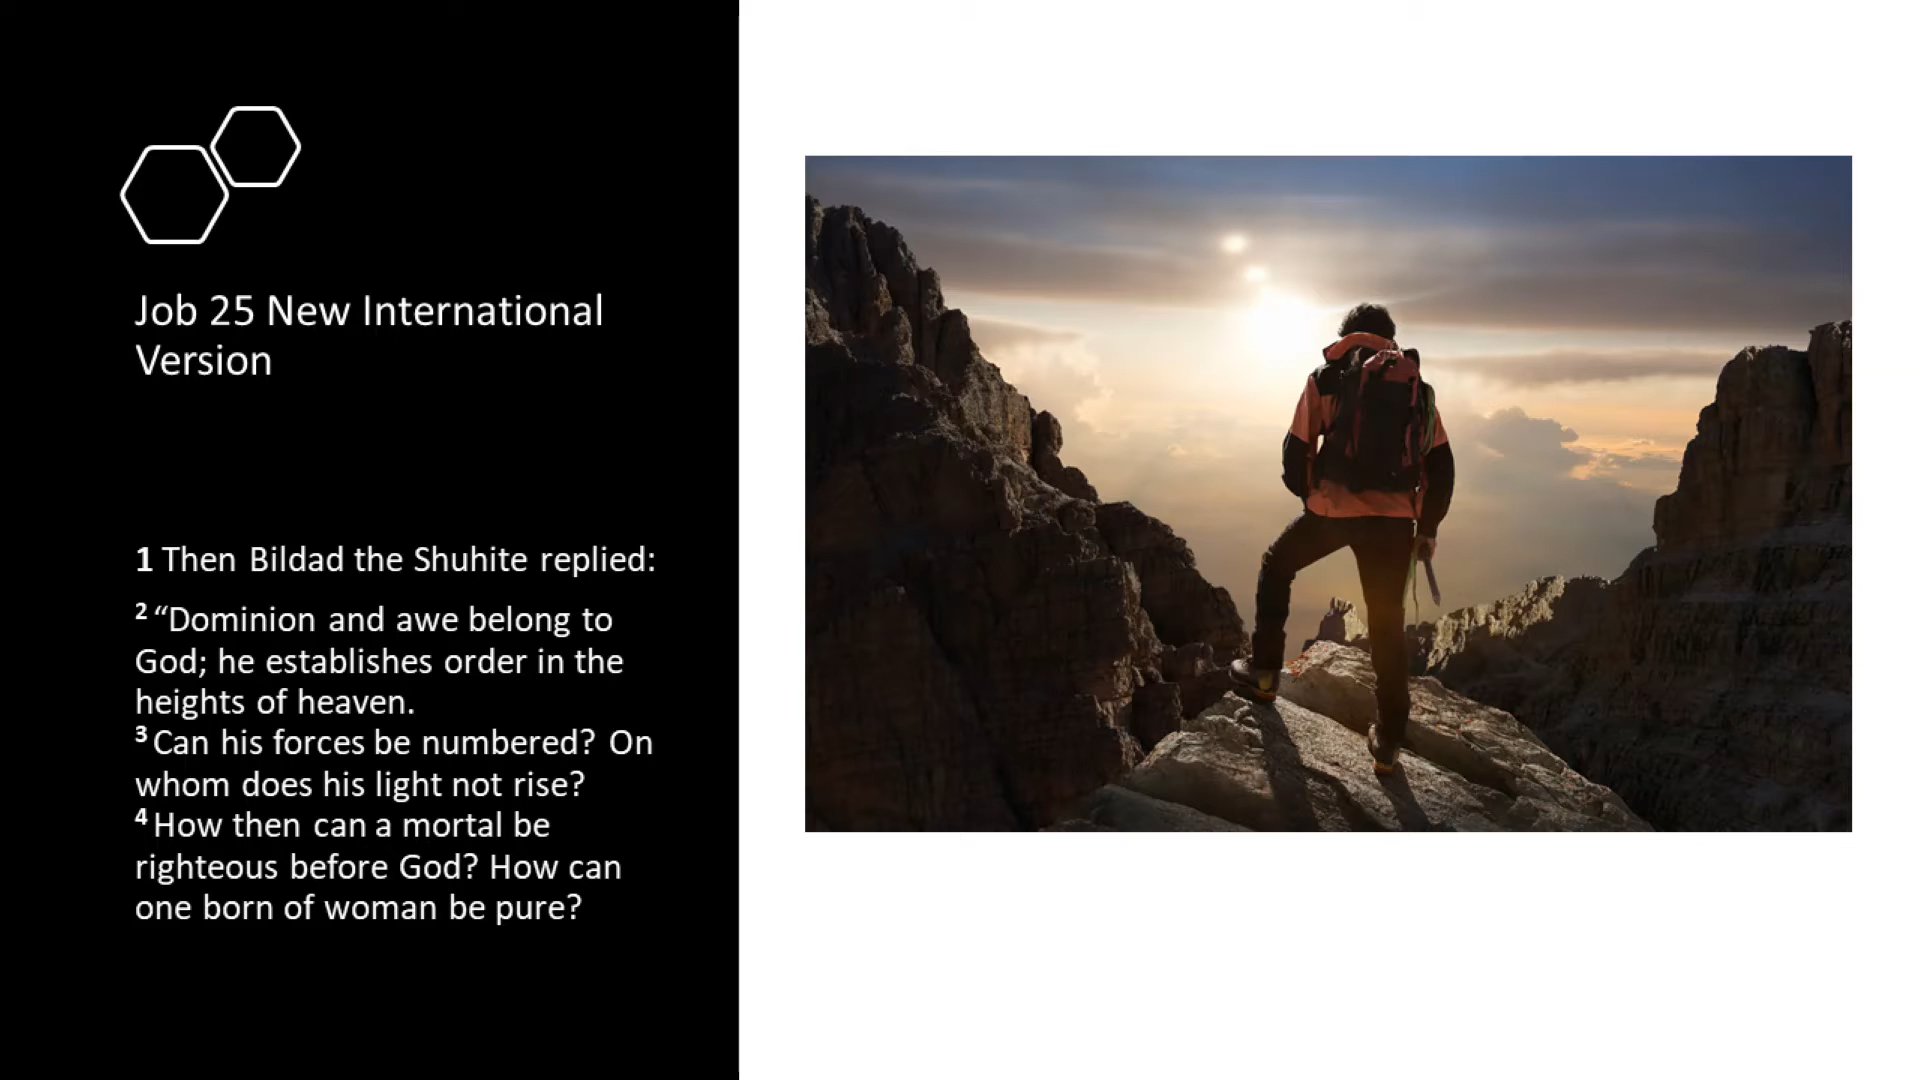 Job 25 New International
Version
1 Then Bildad the Shuhite replied:
2 “Dominion and awe belong to
God; he establishes order in the
heights of heaven.
3 Can his forces be numbered? On
whom does his light not rise?
4 How then can a mortal be
righteous before God? How can
one born of woman be pure?